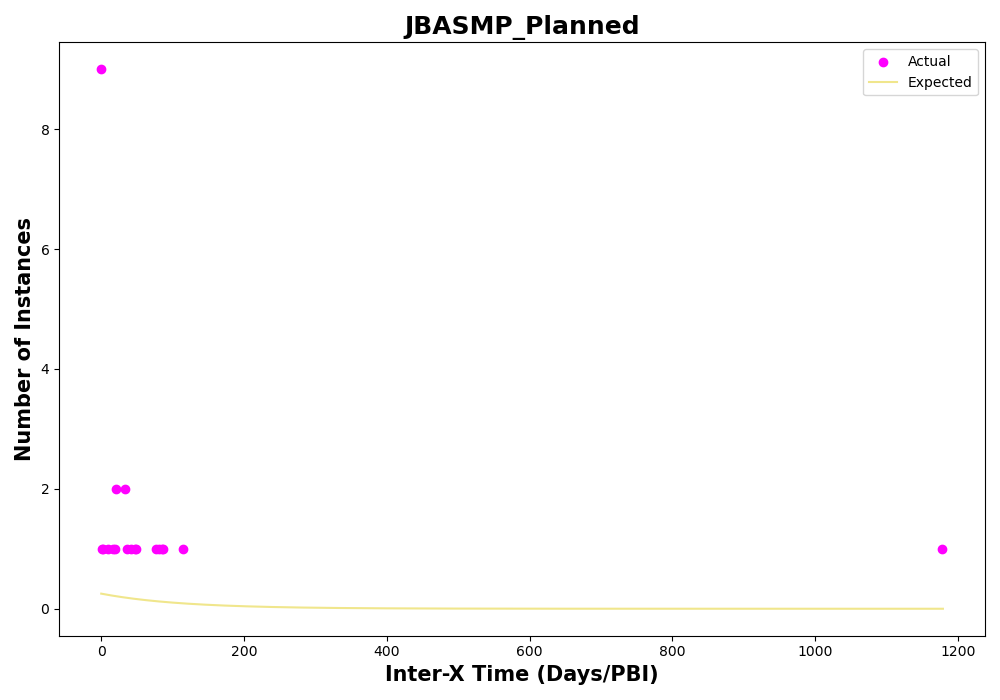 JBASMP_Planned
Actual
Expected
Number of Instances
8
6
4
2
0
0 200 400 600 800 1000 1200
Inter-X Time (Days/PBI)